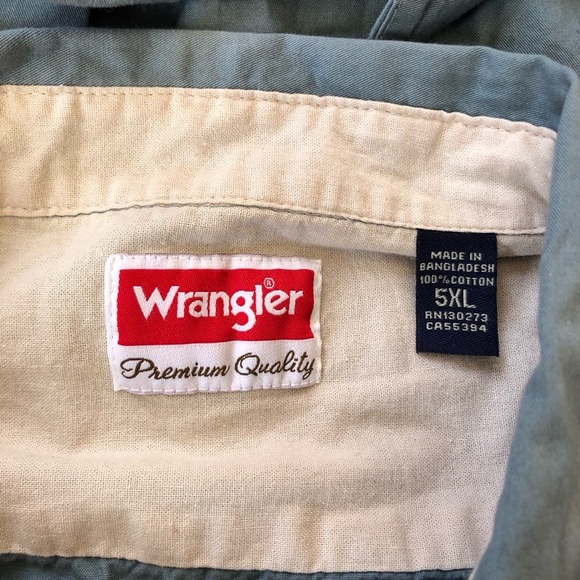 Wrangler®
Premium Quality
MADE IN
BANGLADESH
100% COTTON
5XL
RN130273
CA55394